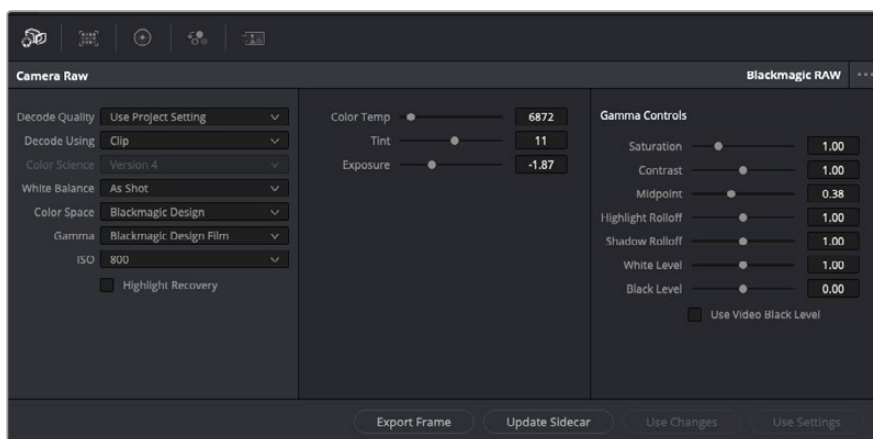 Camera Raw
Blackmagic RAW
Decode Quality Use Project Setting
Decode Using Clip
Color Science Version 4
White Balance As Shot
Color Space Blackmagic Design
Gamma Blackmagic Design Film
ISO 800
Highlight Recovery
Color Temp 6872
Tint 11
Exposure -1.87
Gamma Controls
Saturation 1.00
Contrast 1.00
Midpoint 0.38
Highlight Rolloff 1.00
Shadow Rolloff 1.00
White Level 1.00
Black Level 0.00
Use Video Black Level
Export Frame
Update Sidecar
Use Changes
Use Settings